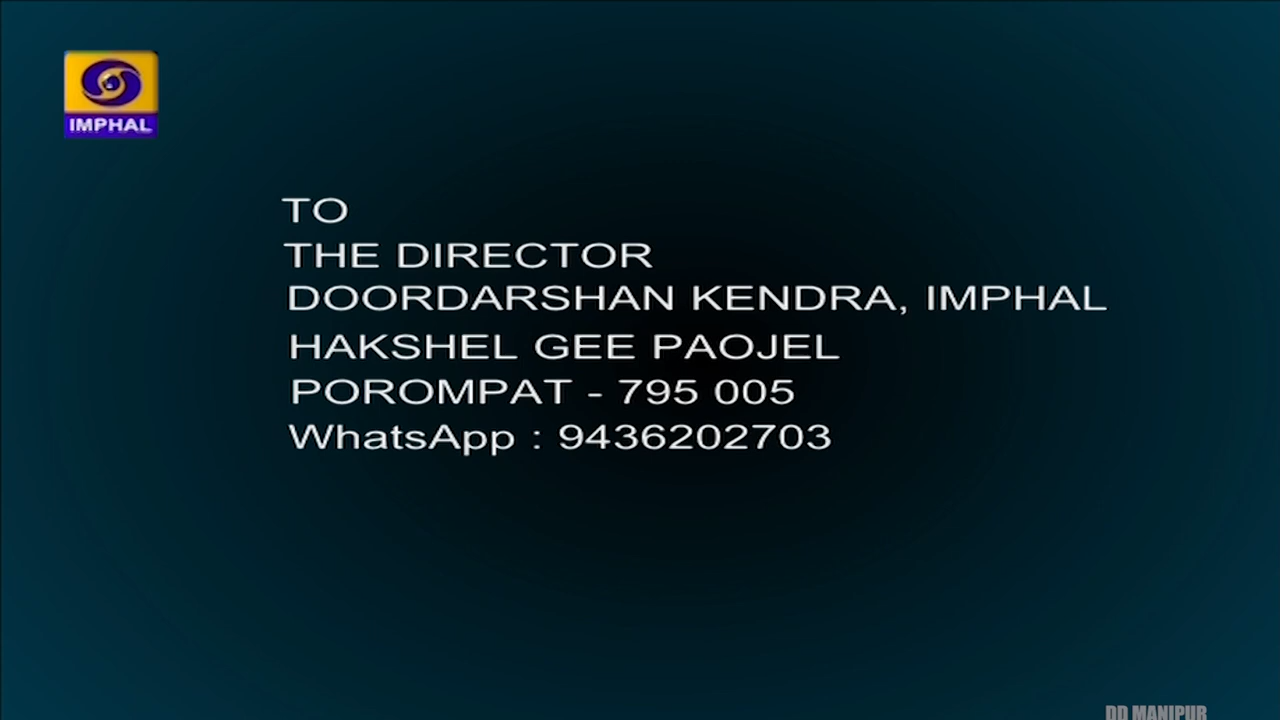 IMPHAL
TO
THE DIRECTOR
DOORDARSHAN KENDRA, IMPHAL
HAKSHEL GEE PAOJEL
POROMPAT - 795 005
WhatsApp : 9436202703
DD MANIPUR